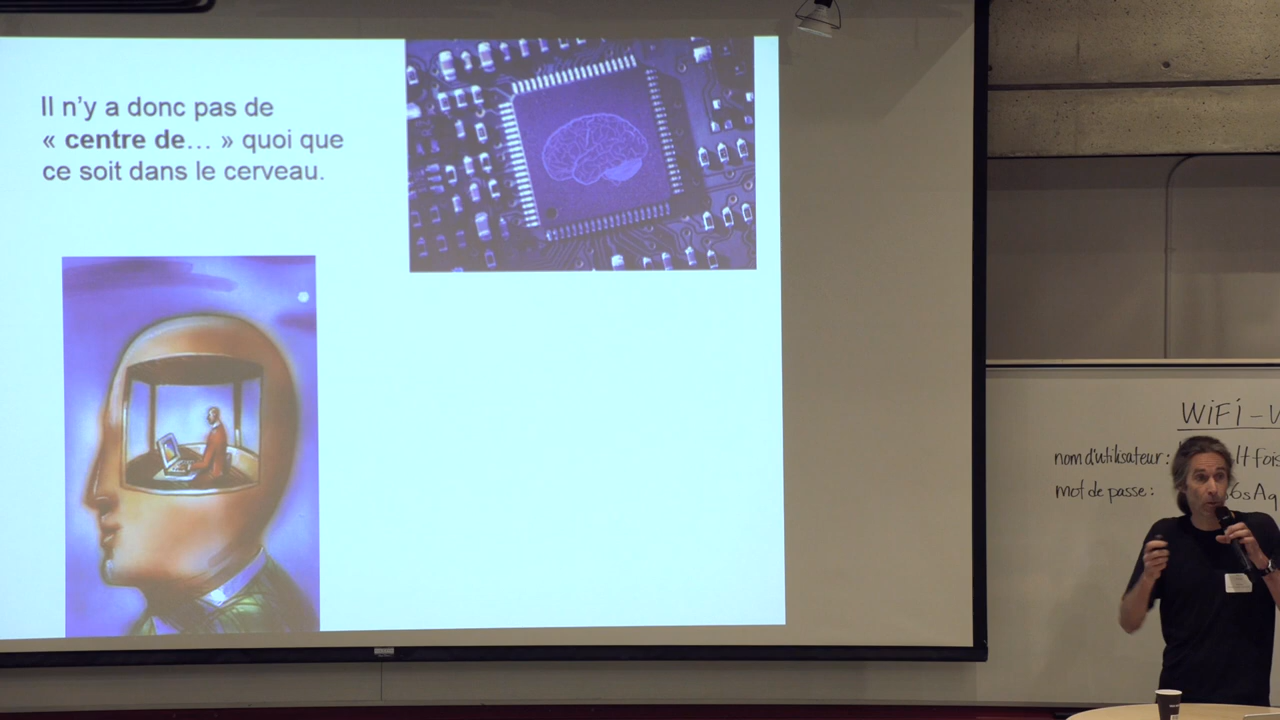 Il n'y a donc pas de
« centre de... » quoi que
ce soit dans le cerveau.
WiFi -
nom d'utilisateur :
mot de passe :